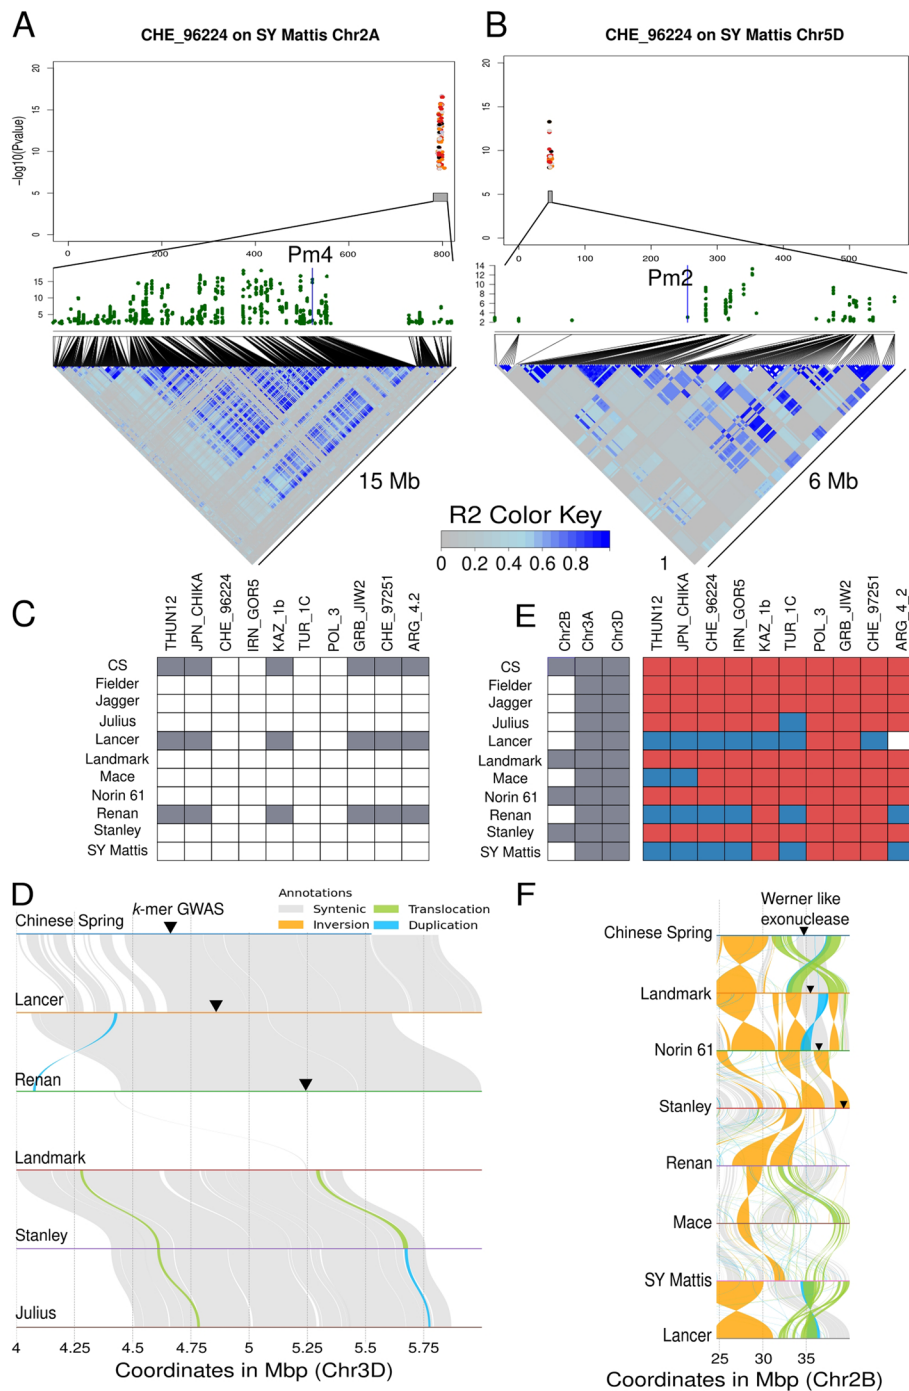 A
CHE_96224 on SY Mattis Chr2A
20
15
10
5
0
−log10(Pvalue)
0
200
400
600
800
Pm4
15
10
5
15 Mb
B
CHE_96224 on SY Mattis Chr5D
20
15
10
5
0
0
100
200
300
400
500
Pm2
14
12
10
8
6
4
2
6 Mb
R2 Color Key
0 0.2 0.4 0.6 0.8 1
C
THUN12
JPN_CHIKA
CHE_96224
IRN_GOR5
KAZ_1b
TUR_1C
POL_3
GRB_JIW2
CHE_97251
ARG_4.2
CS
Fielder
Jagger
Julius
Lancer
Landmark
Mace
Norin 61
Renan
Stanley
SY Mattis
E
Chr2B
Chr3A
Chr3D
THUN12
JPN_CHIKA
CHE_96224
IRN_GOR5
KAZ_1b
TUR_1C
POL_3
GRB_JIW2
CHE_97251
ARG_4_2
CS
Fielder
Jagger
Julius
Lancer
Landmark
Mace
Norin 61
Renan
Stanley
SY Mattis
D
k-mer GWAS
Annotations
Syntenic
Translocation
Inversion
Duplication
Chinese Spring
Lancer
Renan
Landmark
Stanley
Julius
4 4.25 4.5 4.75 5 5.25 5.5 5.75
Coordinates in Mbp (Chr3D)
F
Werner like
exonuclease
Chinese Spring
Landmark
Norin 61
Stanley
Renan
Mace
SY Mattis
Lancer
25 30 35
Coordinates in Mbp (Chr2B)